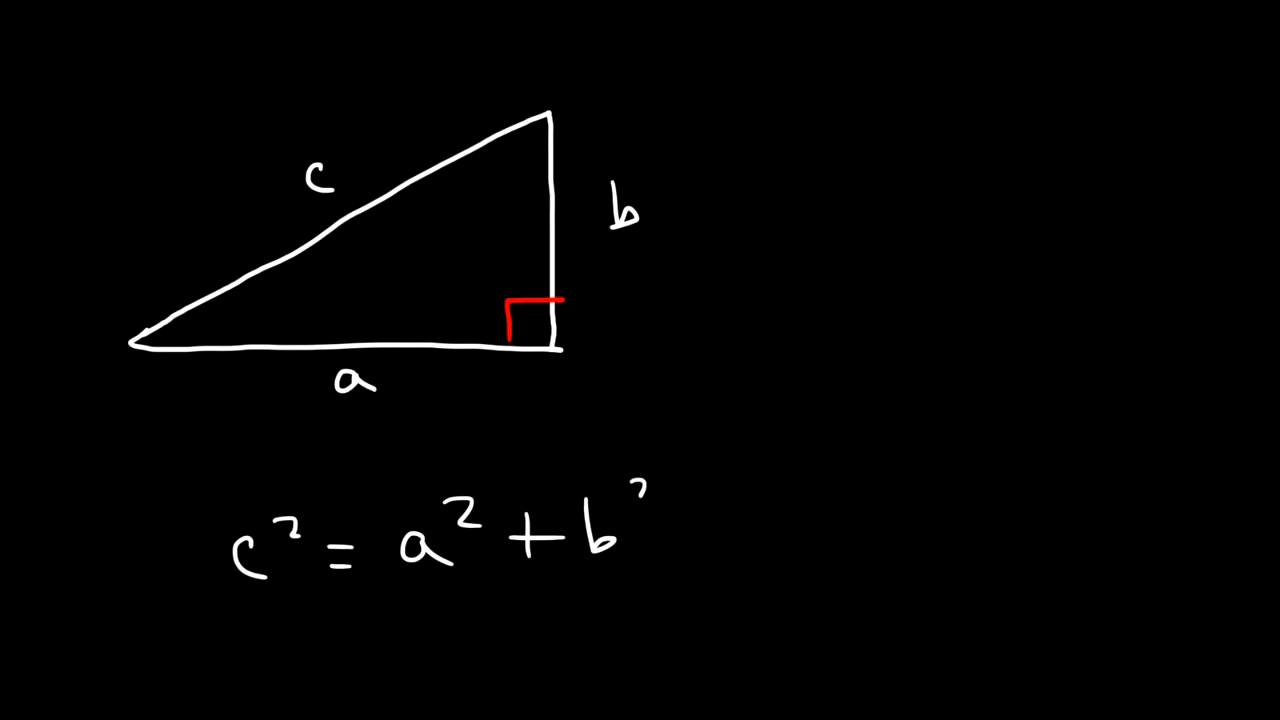 c
b
a
c² = a² + b²